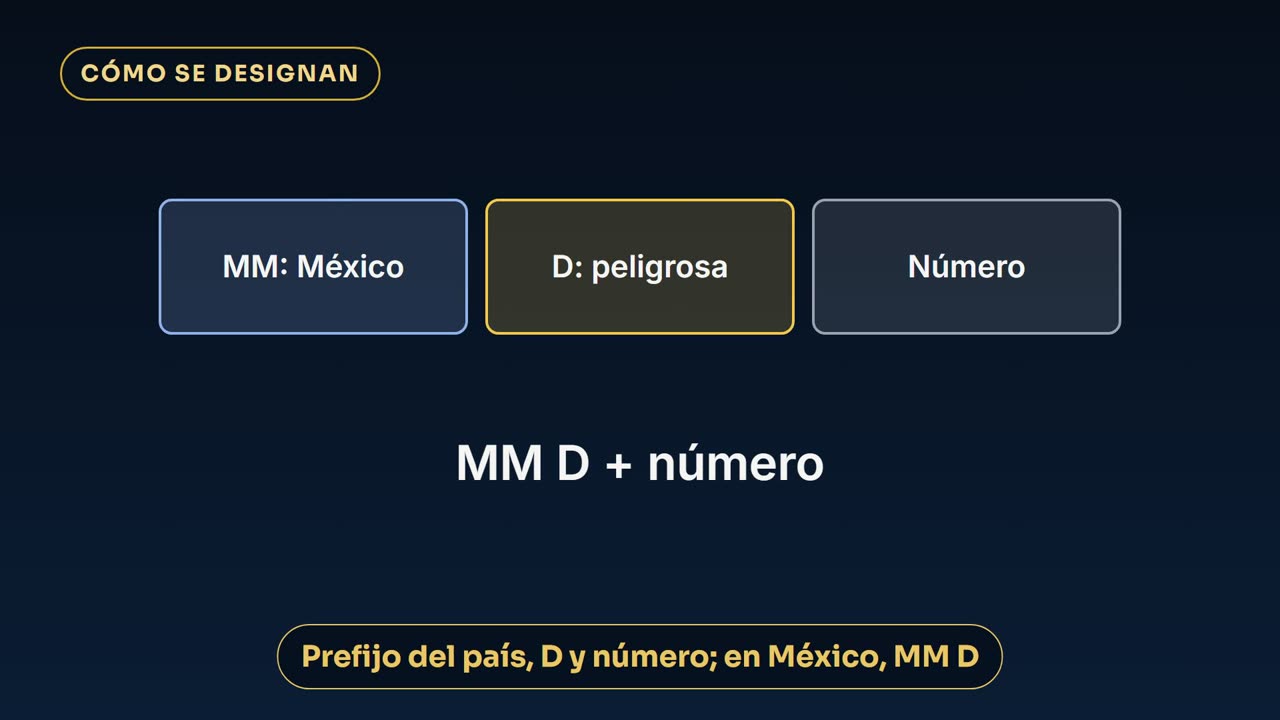 CÓMO SE DESIGNAN
MM: México
D: peligrosa
Número
MM D + número
Prefijo del país, D y número; en México, MM D